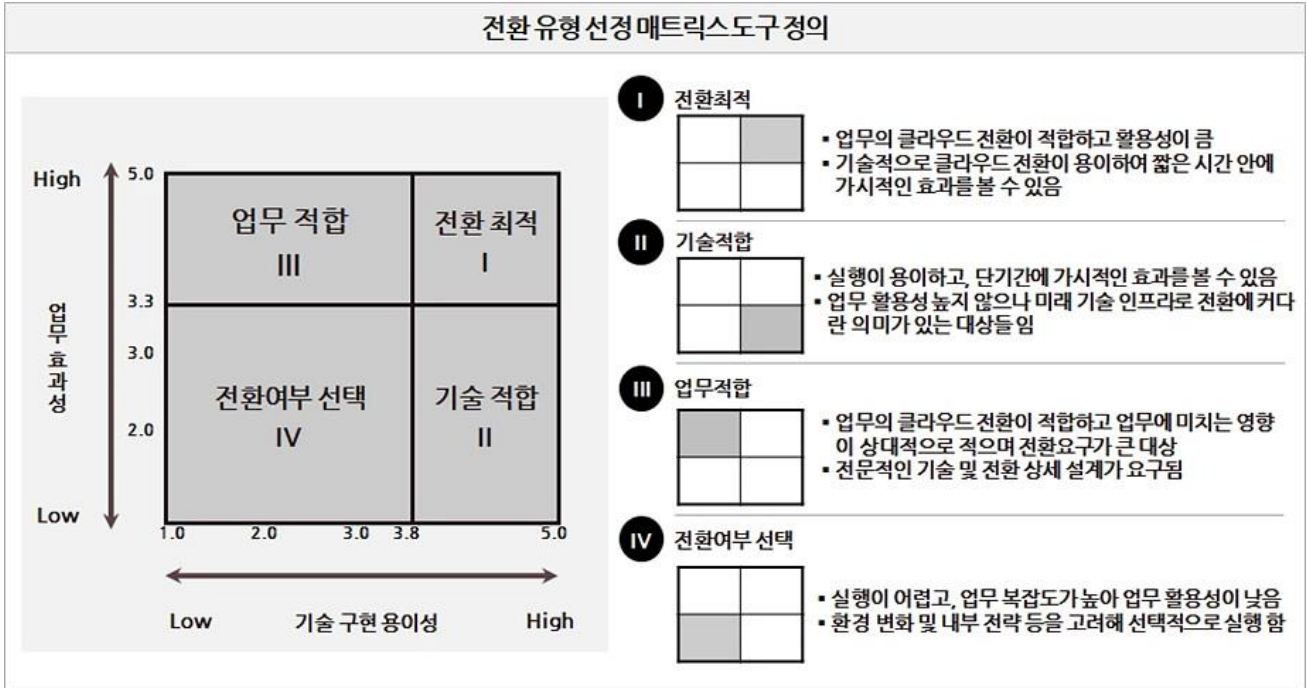 전환 유형 선정 매트릭스 도구 정의
High
5.0
업무 적합
III
전환 최적
I
3.3
업무 효과성
3.0
전환여부 선택
IV
기술 적합
II
2.0
Low
1.0 2.0 3.0 3.8 5.0
Low 기술 구현 용이성 High
I 전환최적
▪ 업무의 클라우드 전환이 적합하고 활용성이 큼
▪ 기술적으로 클라우드 전환이 용이하여 짧은 시간 안에
가시적인 효과를 볼 수 있음
II 기술적합
▪ 실행이 용이하고, 단기간에 가시적인 효과를 볼 수 있음
▪ 업무 활용성 높지 않으나 미래 기술 인프라로 전환에 커다
란 의미가 있는 대상들 임
III 업무적합
▪ 업무의 클라우드 전환이 적합하고 업무에 미치는 영향
이 상대적으로 적으며 전환요구가 큰 대상
▪ 전문적인 기술 및 전환 상세 설계가 요구됨
IV 전환여부 선택
▪ 실행이 어렵고, 업무 복잡도가 높아 업무 활용성이 낮음
▪ 환경 변화 및 내부 전략 등을 고려해 선택적으로 실행 함